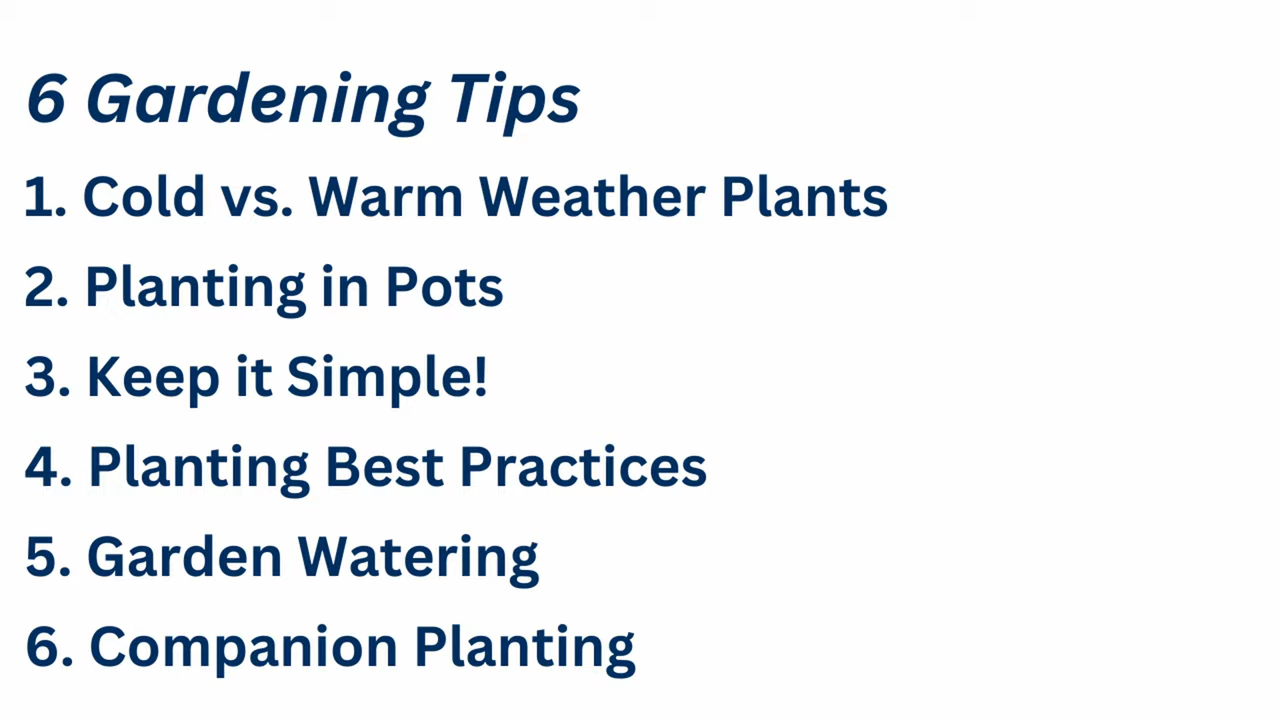 6 Gardening Tips
1. Cold vs. Warm Weather Plants
2. Planting in Pots
3. Keep it Simple!
4. Planting Best Practices
5. Garden Watering
6. Companion Planting